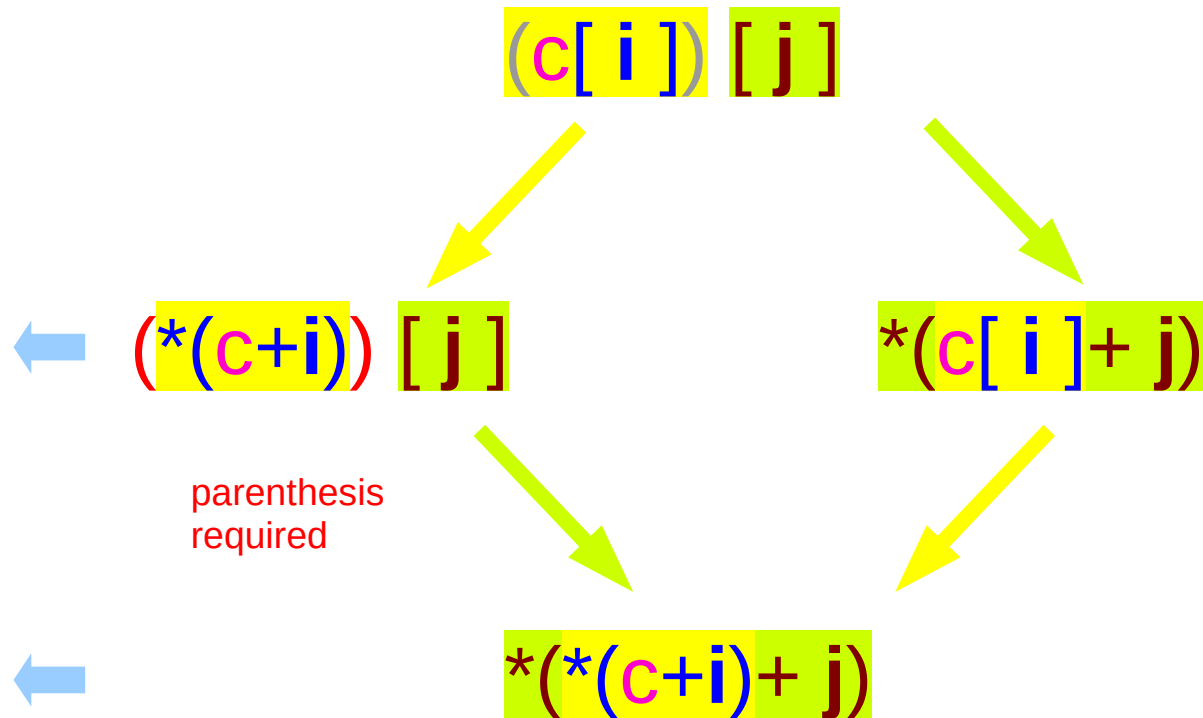 (c[ i ]) [ j ]
(*(c+i)) [ j ]
*(c[ i ]+ j)
parenthesis
required
*(*(c+i)+ j)